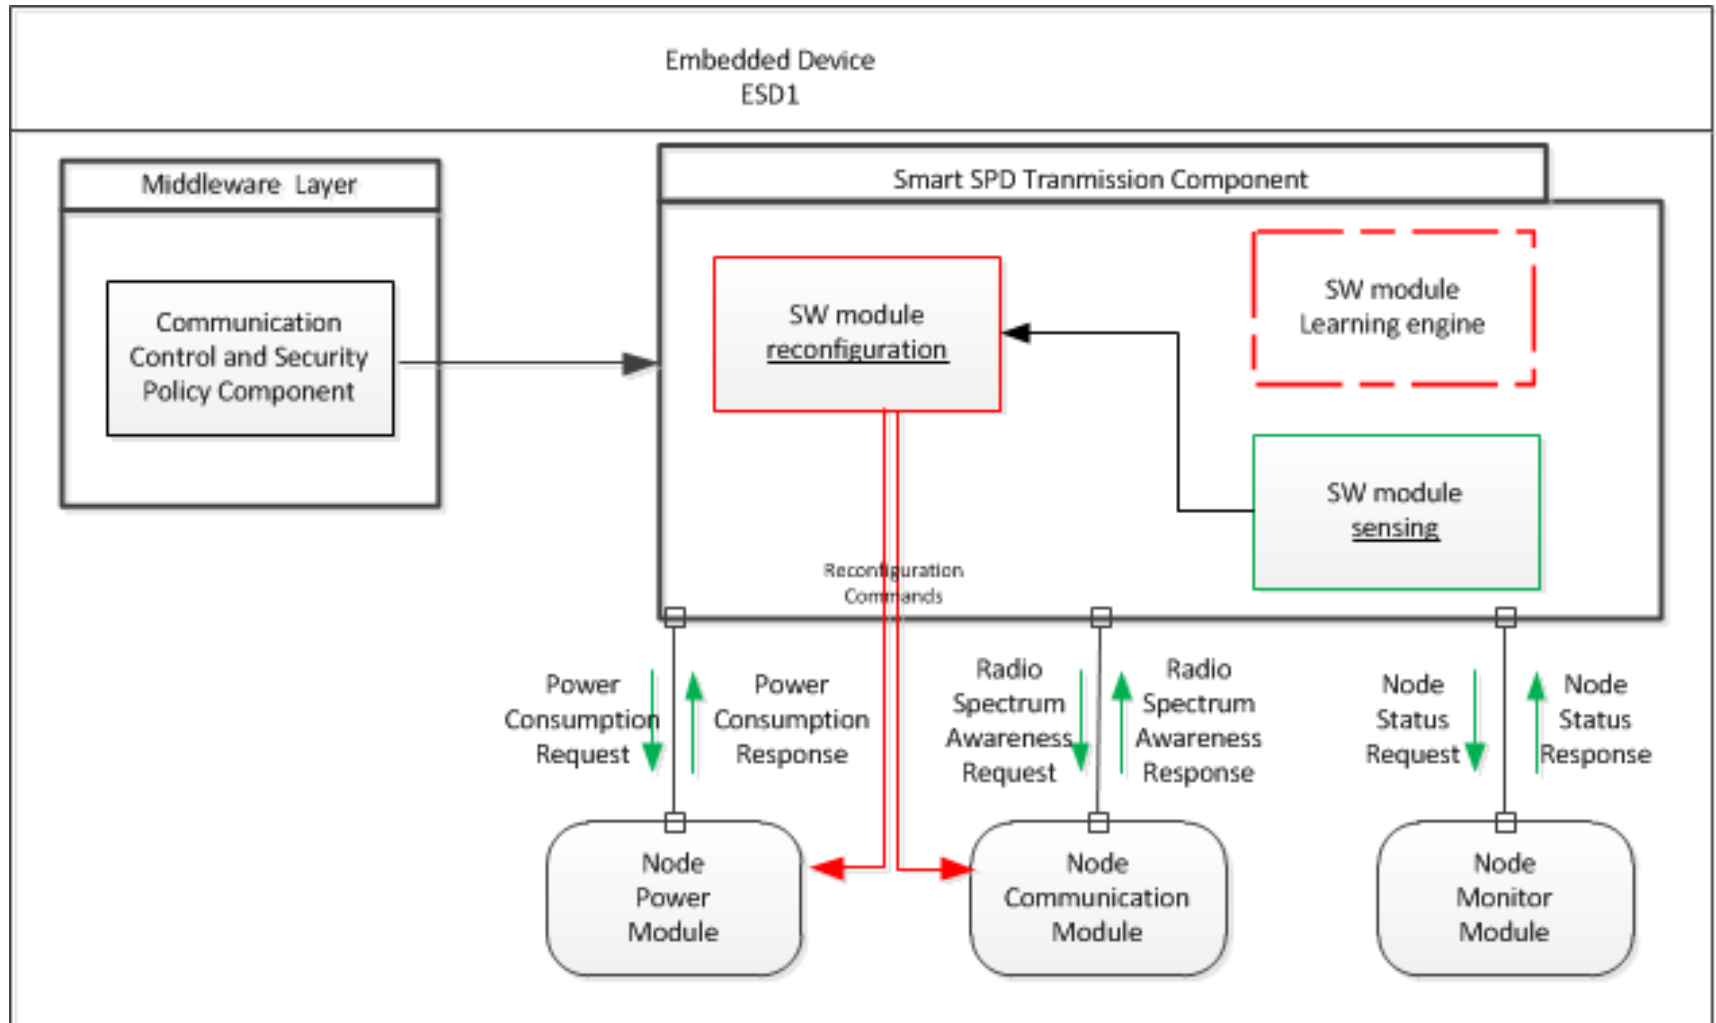 Embedded Device
ESD1
Middleware Layer
Smart SPD Tranmission Component
Communication
Control and Security
Policy Component
SW module
reconfiguration
SW module
Learning engine
SW module
sensing
Reconfiguration
Commands
Power
Consumption
Request
Power
Consumption
Response
Radio
Spectrum
Awareness
Request
Radio
Spectrum
Awareness
Response
Node
Status
Request
Node
Status
Response
Node
Power
Module
Node
Communication
Module
Node
Monitor
Module